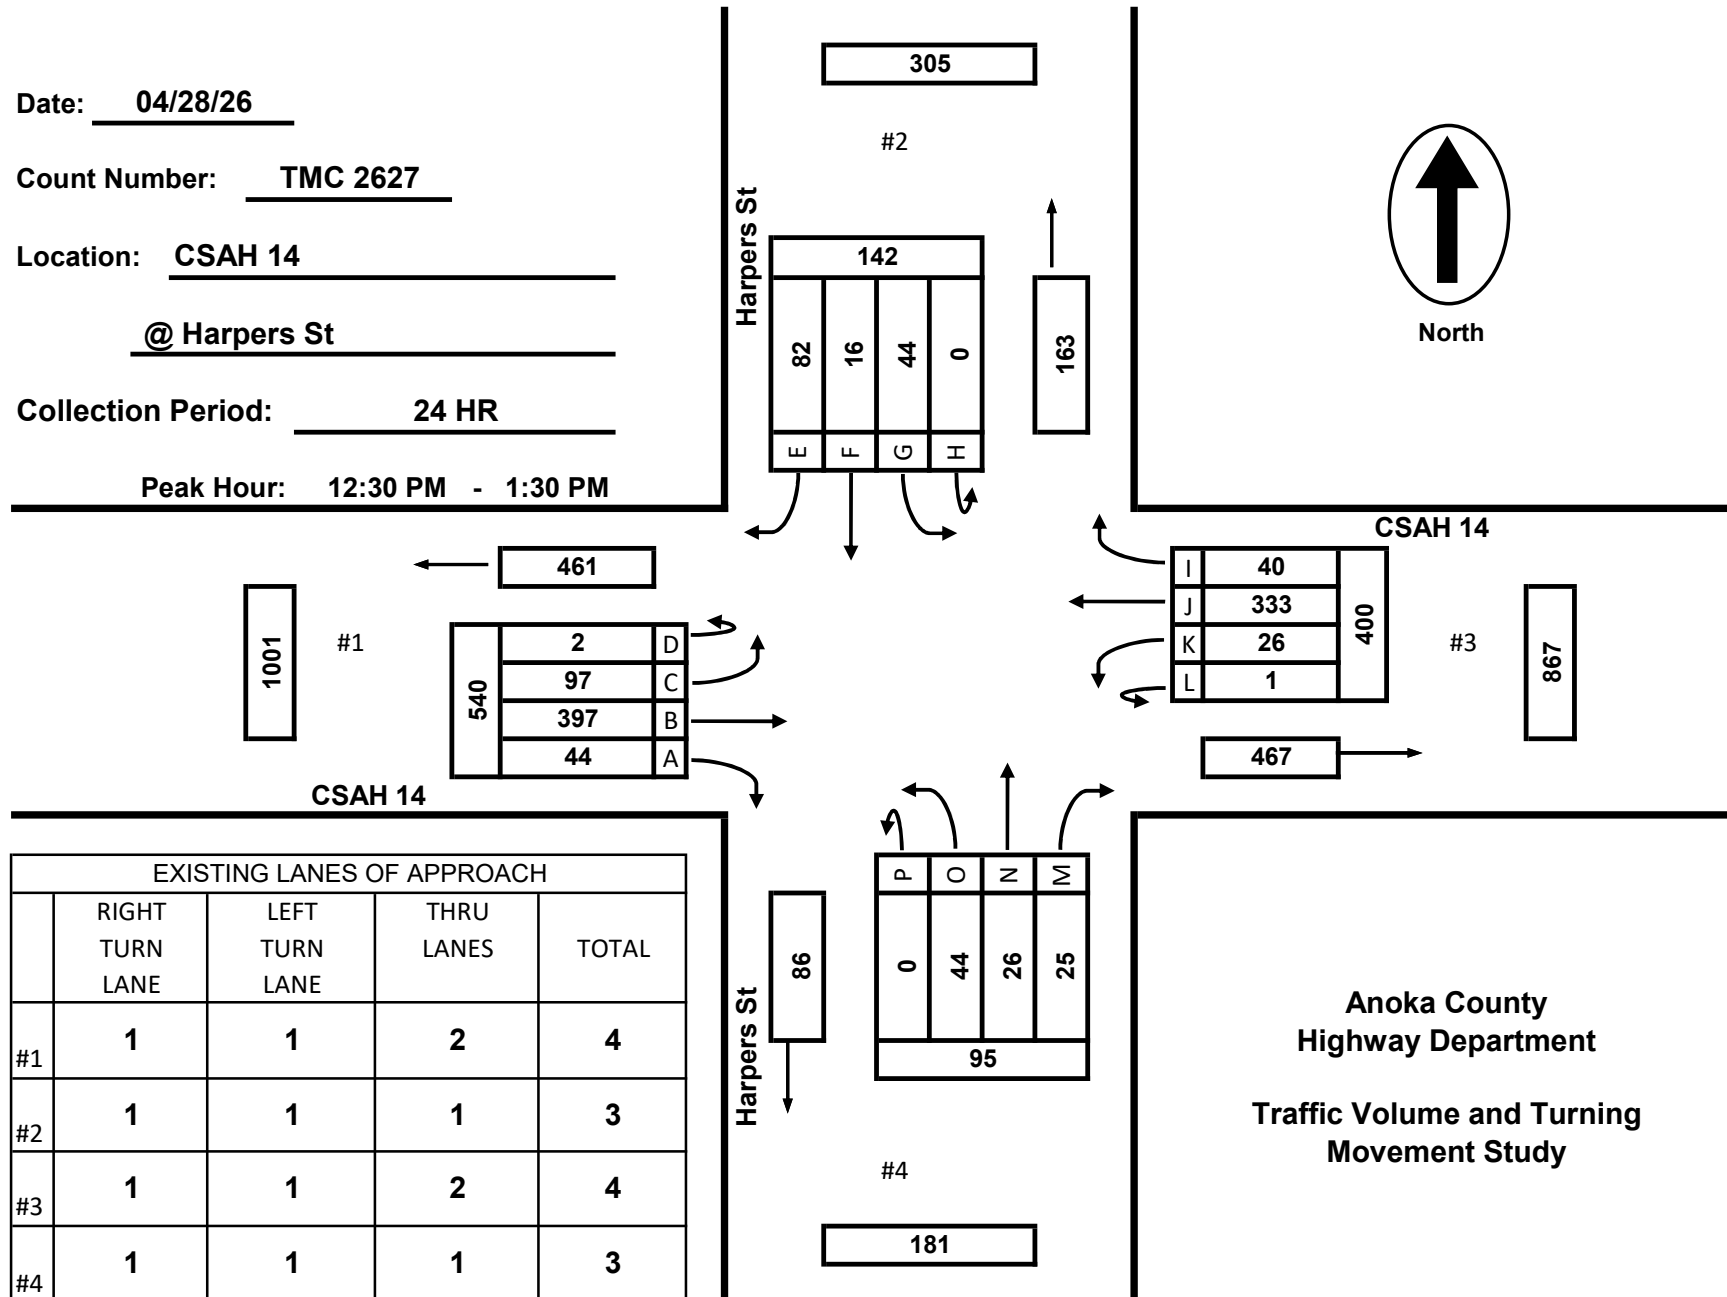 Date: 04/28/26
Count Number: TMC 2627
Location: CSAH 14
@ Harpers St
Collection Period: 24 HR
Peak Hour: 12:30 PM - 1:30 PM
305
#2
Harpers St
142
82 16 44 0
E F G H
163
North
CSAH 14
461
1001
#1
540
2 D
97 C
397 B
44 A
CSAH 14
I 40
J 333
K 26
L 1
400
#3
867
467
P O N M
0 44 26 25
95
86
Harpers St
#4
181
EXISTING LANES OF APPROACH
RIGHT TURN LANE
LEFT TURN LANE
THRU LANES
TOTAL
#1 1 1 2 4
#2 1 1 1 3
#3 1 1 2 4
#4 1 1 1 3
Anoka County
Highway Department
Traffic Volume and Turning
Movement Study